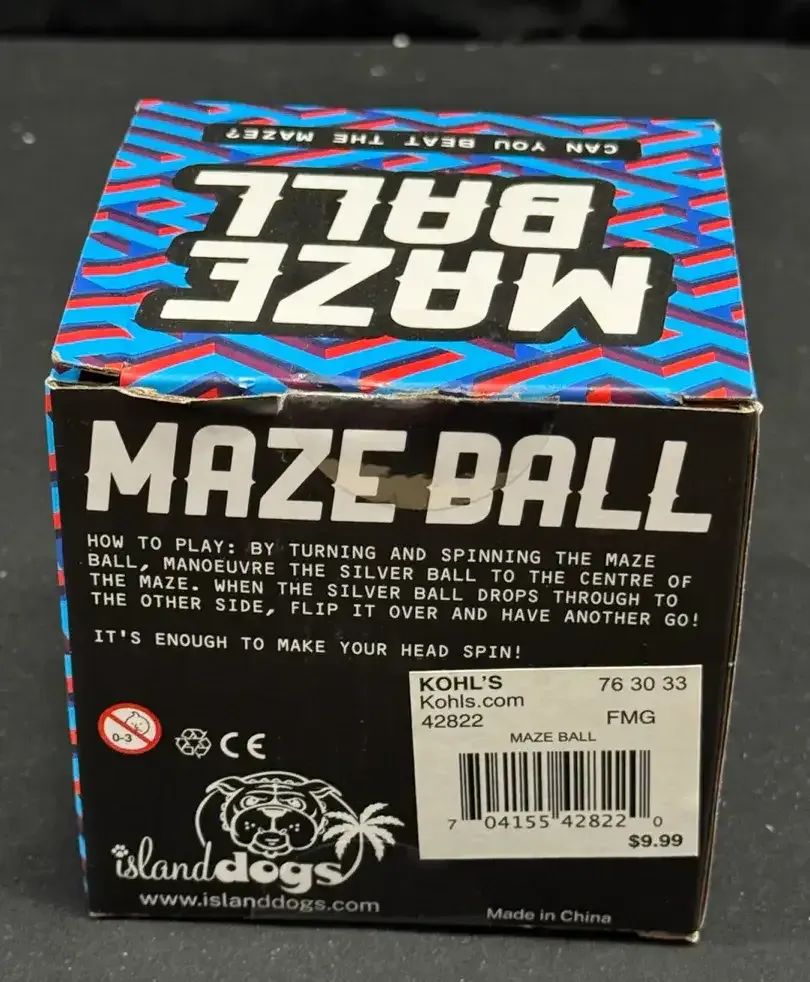 CAN YOU BEAT THE MAZE?
MAZE
BALL
MAZE BALL
HOW TO PLAY: BY TURNING AND SPINNING THE MAZE
BALL, MANOEUVRE THE SILVER BALL TO THE CENTRE OF
THE MAZE. WHEN THE SILVER BALL DROPS THROUGH TO
THE OTHER SIDE, FLIP IT OVER AND HAVE ANOTHER GO!
IT'S ENOUGH TO MAKE YOUR HEAD SPIN!
KOHL'S 76 30 33
Kohls.com
42822 FMG
MAZE BALL
7 04155 42822 0
$9.99
0-3
CE
islanddogs
www.islanddogs.com
Made in China